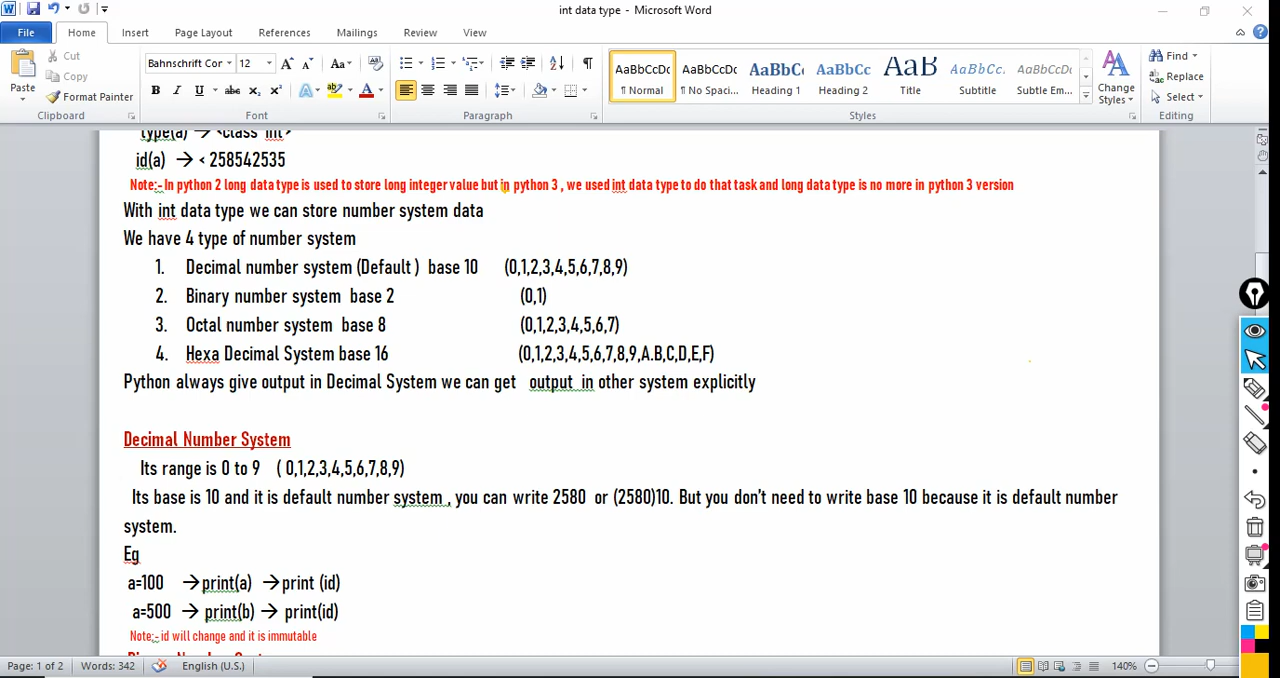 int data type - Microsoft Word
File Home Insert Page Layout References Mailings Review View
Cut
Copy
Format Painter
Paste
Clipboard
Bahnschrift Cor 12
Font
Paragraph
AaBbCcDc AaBbCcDc AaBbCc AaBbCc AaB AaBbCc. AaBbCcDc
¶ Normal ¶ No Spaci... Heading 1 Heading 2 Title Subtitle Subtle Em...
Styles
Change Styles
Find
Replace
Select
Editing
type(a) → <class int>
id(a) → < 258542535
Note:- In python 2 long data type is used to store long integer value but in python 3 , we used int data type to do that task and long data type is no more in python 3 version
With int data type we can store number system data
We have 4 type of number system
1. Decimal number system (Default ) base 10 (0,1,2,3,4,5,6,7,8,9)
2. Binary number system base 2 (0,1)
3. Octal number system base 8 (0,1,2,3,4,5,6,7)
4. Hexa Decimal System base 16 (0,1,2,3,4,5,6,7,8,9,A.B,C,D,E,F)
Python always give output in Decimal System we can get output in other system explicitly
Decimal Number System
Its range is 0 to 9 ( 0,1,2,3,4,5,6,7,8,9)
Its base is 10 and it is default number system , you can write 2580 or (2580)10. But you don't need to write base 10 because it is default number
system.
Eg
a=100 →print(a) →print (id)
a=500 → print(b) → print(id)
Note:- id will change and it is immutable
Page: 1 of 2 Words: 342 English (U.S.) 140%